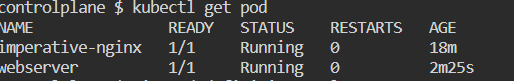 controlplane $ kubectl get pod
NAME READY STATUS RESTARTS AGE
imperative-nginx 1/1 Running 0 18m
webserver 1/1 Running 0 2m25s